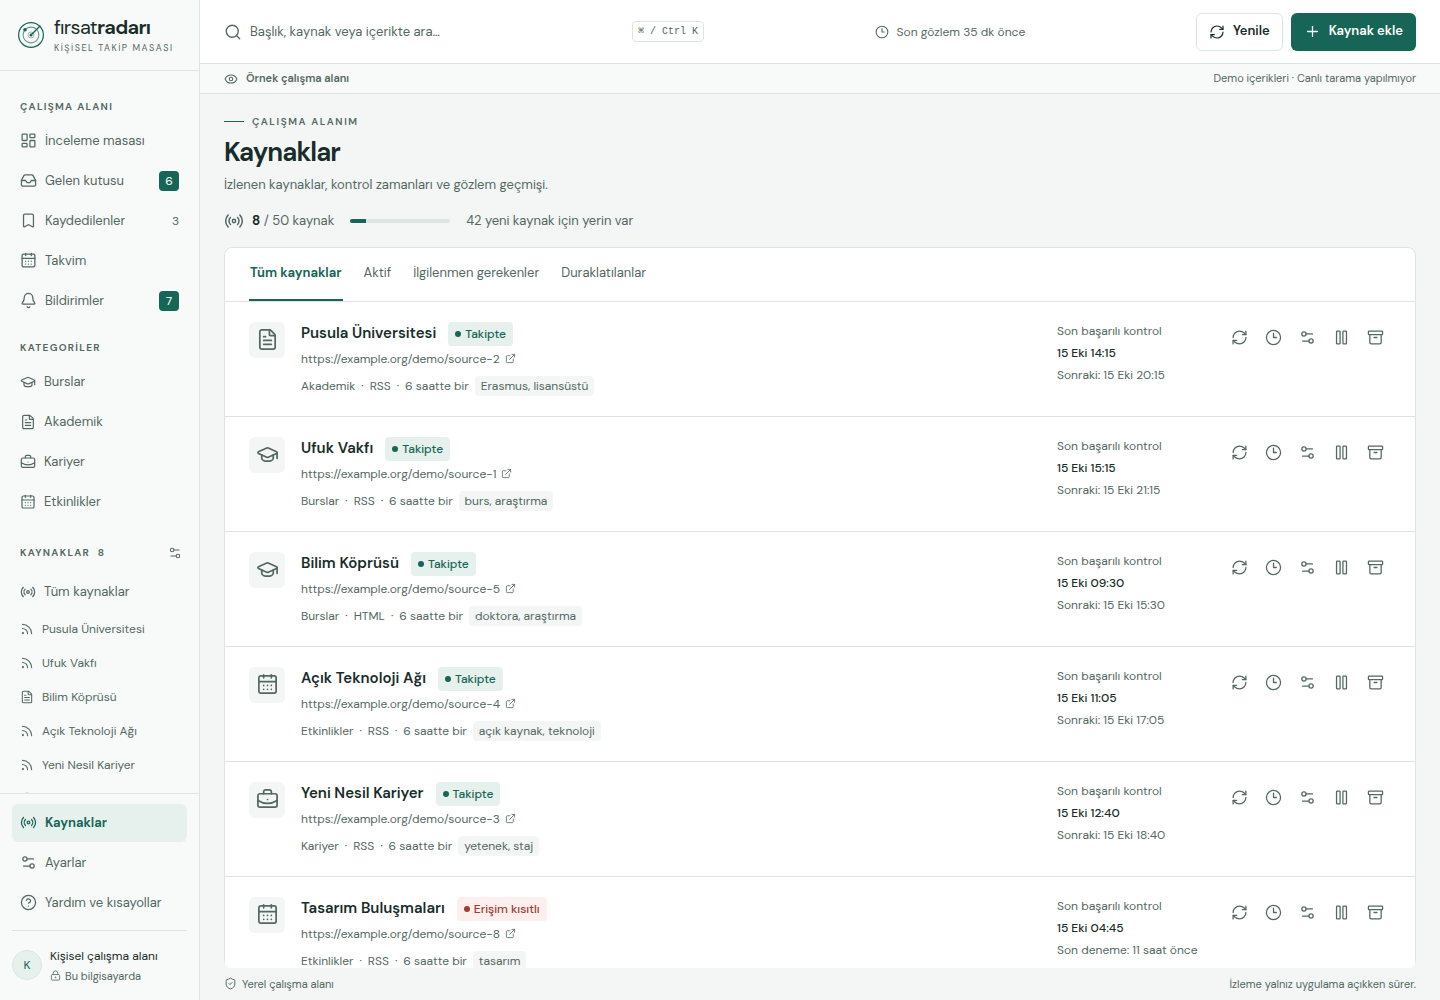 fırsatradarı
KİŞİSEL TAKİP MASASI
ÇALIŞMA ALANI
İnceleme masası
Gelen kutusu 6
Kaydedilenler 3
Takvim
Bildirimler 7
KATEGORİLER
Burslar
Akademik
Kariyer
Etkinlikler
KAYNAKLAR 8
Tüm kaynaklar
Pusula Üniversitesi
Ufuk Vakfı
Bilim Köprüsü
Açık Teknoloji Ağı
Yeni Nesil Kariyer
Kaynaklar
Ayarlar
Yardım ve kısayollar
K
Kişisel çalışma alanı
Bu bilgisayarda
Başlık, kaynak veya içerikte ara...
⌘ / Ctrl K
Son gözlem 35 dk önce
Yenile
Kaynak ekle
Örnek çalışma alanı
Demo içerikleri · Canlı tarama yapılmıyor
ÇALIŞMA ALANIM
Kaynaklar
İzlenen kaynaklar, kontrol zamanları ve gözlem geçmişi.
8 / 50 kaynak
42 yeni kaynak için yerin var
Tüm kaynaklar Aktif İlgilenmen gerekenler Duraklatılanlar
Pusula Üniversitesi Takipte
https://example.org/demo/source-2
Akademik · RSS · 6 saatte bir Erasmus, lisansüstü
Son başarılı kontrol
15 Eki 14:15
Sonraki: 15 Eki 20:15
Ufuk Vakfı Takipte
https://example.org/demo/source-1
Burslar · RSS · 6 saatte bir burs, araştırma
Son başarılı kontrol
15 Eki 15:15
Sonraki: 15 Eki 21:15
Bilim Köprüsü Takipte
https://example.org/demo/source-5
Burslar · HTML · 6 saatte bir doktora, araştırma
Son başarılı kontrol
15 Eki 09:30
Sonraki: 15 Eki 15:30
Açık Teknoloji Ağı Takipte
https://example.org/demo/source-4
Etkinlikler · RSS · 6 saatte bir açık kaynak, teknoloji
Son başarılı kontrol
15 Eki 11:05
Sonraki: 15 Eki 17:05
Yeni Nesil Kariyer Takipte
https://example.org/demo/source-3
Kariyer · RSS · 6 saatte bir yetenek, staj
Son başarılı kontrol
15 Eki 12:40
Sonraki: 15 Eki 18:40
Tasarım Buluşmaları Erişim kısıtlı
https://example.org/demo/source-8
Etkinlikler · RSS · 6 saatte bir tasarım
Son başarılı kontrol
15 Eki 04:45
Son deneme: 11 saat önce
Yerel çalışma alanı
İzleme yalnız uygulama açıkken sürer.